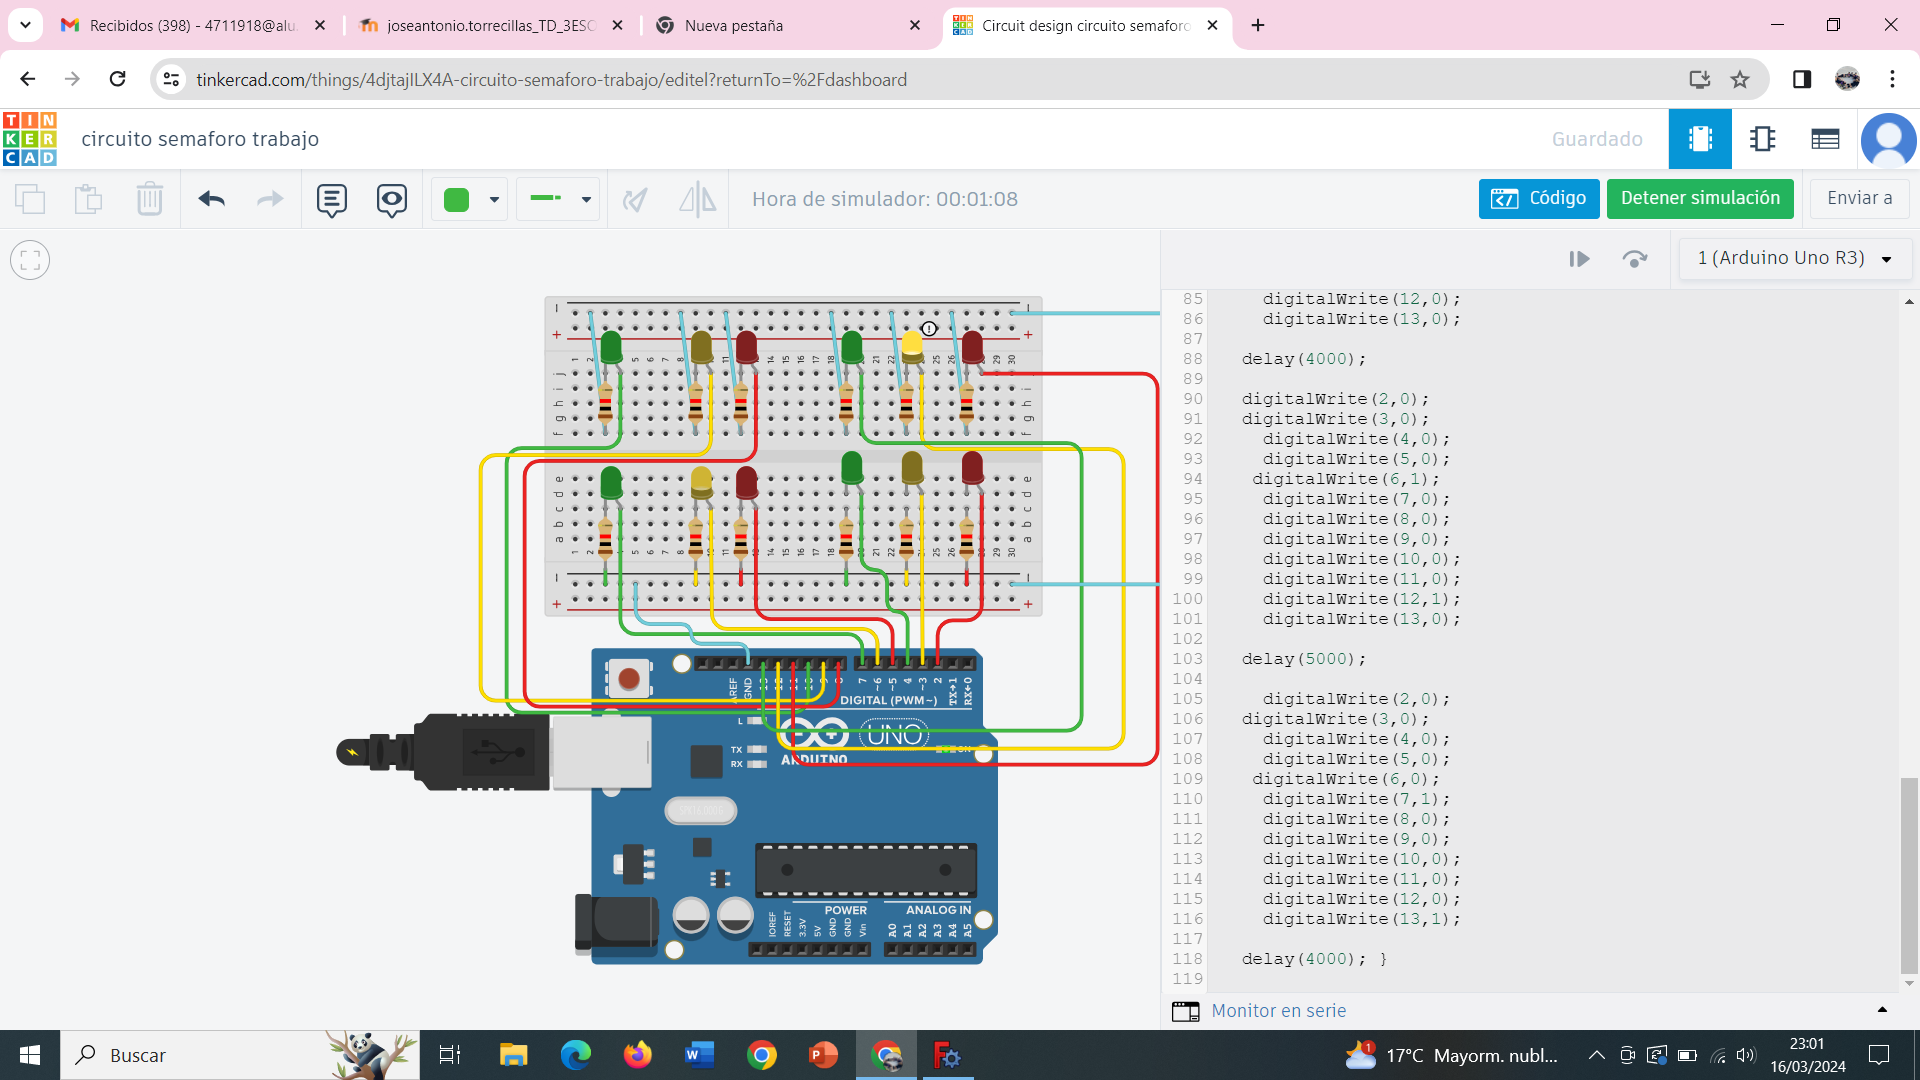 Recibidos (398) - 4711918@alu.
joseantonio.torrecillas_TD_3ESO
Nueva pestaña
Circuit design circuito semaforo
tinkercad.com/things/4djtajlLX4A-circuito-semaforo-trabajo/editel?returnTo=%2Fdashboard
TIN
KER
CAD
circuito semaforo trabajo
Guardado
Hora de simulador: 00:01:08
Código
Detener simulación
Enviar a
1 (Arduino Uno R3)
85 digitalWrite(12,0);
86 digitalWrite(13,0);
87
88 delay(4000);
89
90 digitalWrite(2,0);
91 digitalWrite(3,0);
92 digitalWrite(4,0);
93 digitalWrite(5,0);
94 digitalWrite(6,1);
95 digitalWrite(7,0);
96 digitalWrite(8,0);
97 digitalWrite(9,0);
98 digitalWrite(10,0);
99 digitalWrite(11,0);
100 digitalWrite(12,1);
101 digitalWrite(13,0);
102
103 delay(5000);
104
105 digitalWrite(2,0);
106 digitalWrite(3,0);
107 digitalWrite(4,0);
108 digitalWrite(5,0);
109 digitalWrite(6,0);
110 digitalWrite(7,1);
111 digitalWrite(8,0);
112 digitalWrite(9,0);
113 digitalWrite(10,0);
114 digitalWrite(11,0);
115 digitalWrite(12,0);
116 digitalWrite(13,1);
117
118 delay(4000); }
119
AREF
GND
7
~6
~5
4
~3
2
TX→1
RX←0
DIGITAL (PWM~)
L
TX
RX
UNO
ARDUINO
ON
POWER
ANALOG IN
IOREF
RESET
3.3V
5V
GND
GND
Vin
A0
A1
A2
A3
A4
A5
Monitor en serie
Buscar
17°C Mayorm. nubl...
23:01
16/03/2024